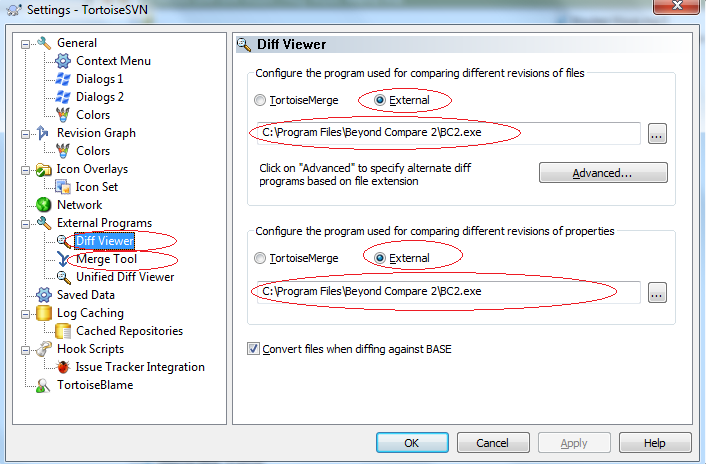 Settings - TortoiseSVN
General
Context Menu
Dialogs 1
Dialogs 2
Colors
Revision Graph
Colors
Icon Overlays
Icon Set
Network
External Programs
Diff Viewer
Merge Tool
Unified Diff Viewer
Saved Data
Log Caching
Cached Repositories
Hook Scripts
Issue Tracker Integration
TortoiseBlame
Diff Viewer
Configure the program used for comparing different revisions of files
TortoiseMerge
External
C:\Program Files\Beyond Compare 2\BC2.exe
...
Click on "Advanced" to specify alternate diff
programs based on file extension
Advanced...
Configure the program used for comparing different revisions of properties
TortoiseMerge
External
C:\Program Files\Beyond Compare 2\BC2.exe
...
Convert files when diffing against BASE
OK
Cancel
Apply
Help